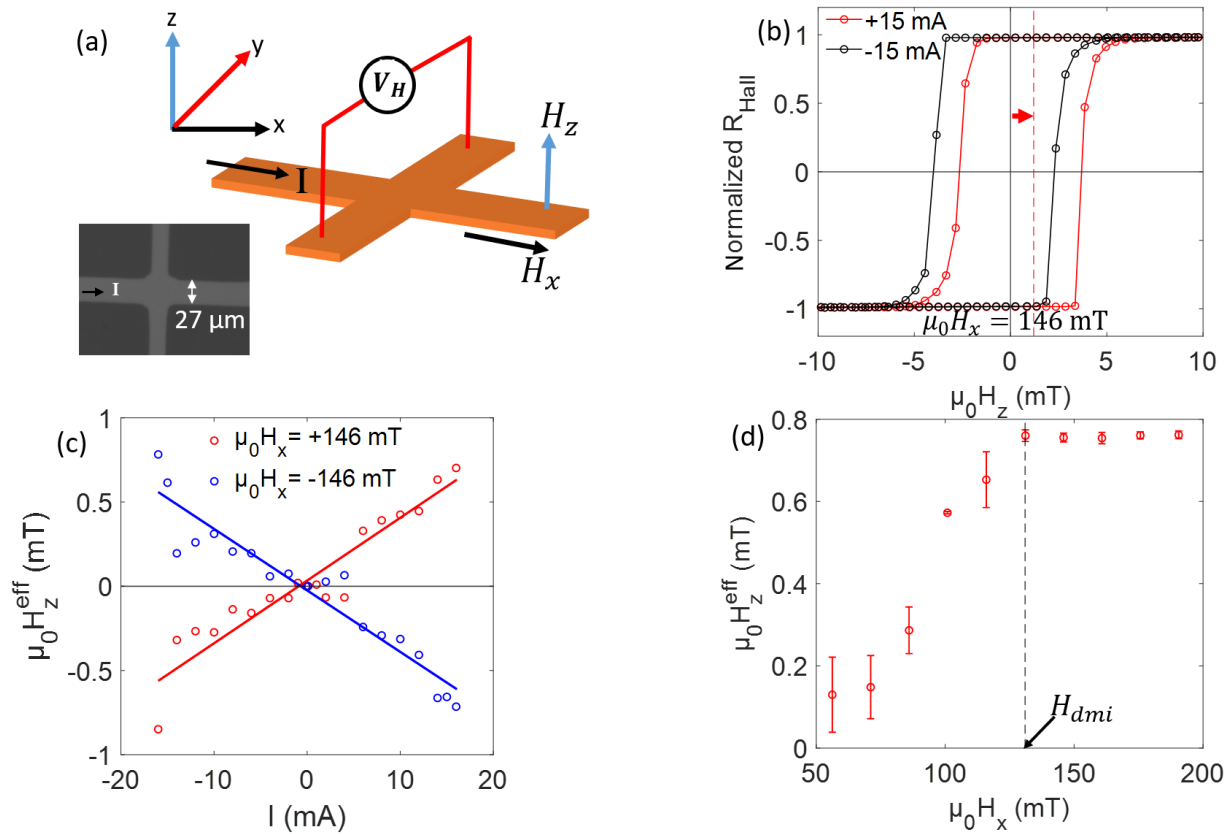 (a)
z
y
x
V_H
I
H_z
H_x
I
27 µm
(b)
+15 mA
-15 mA
Normalized R_Hall
1
0.5
0
-0.5
-1
µ₀H_x = 146 mT
-10 -5 0 5 10
µ₀H_z (mT)
(c)
µ₀H_x = +146 mT
µ₀H_x = -146 mT
µ₀H_z^eff (mT)
1
0.5
0
-0.5
-1
-20 -10 0 10 20
I (mA)
(d)
µ₀H_z^eff (mT)
0.8
0.6
0.4
0.2
0
H_dmi
50 100 150 200
µ₀H_x (mT)